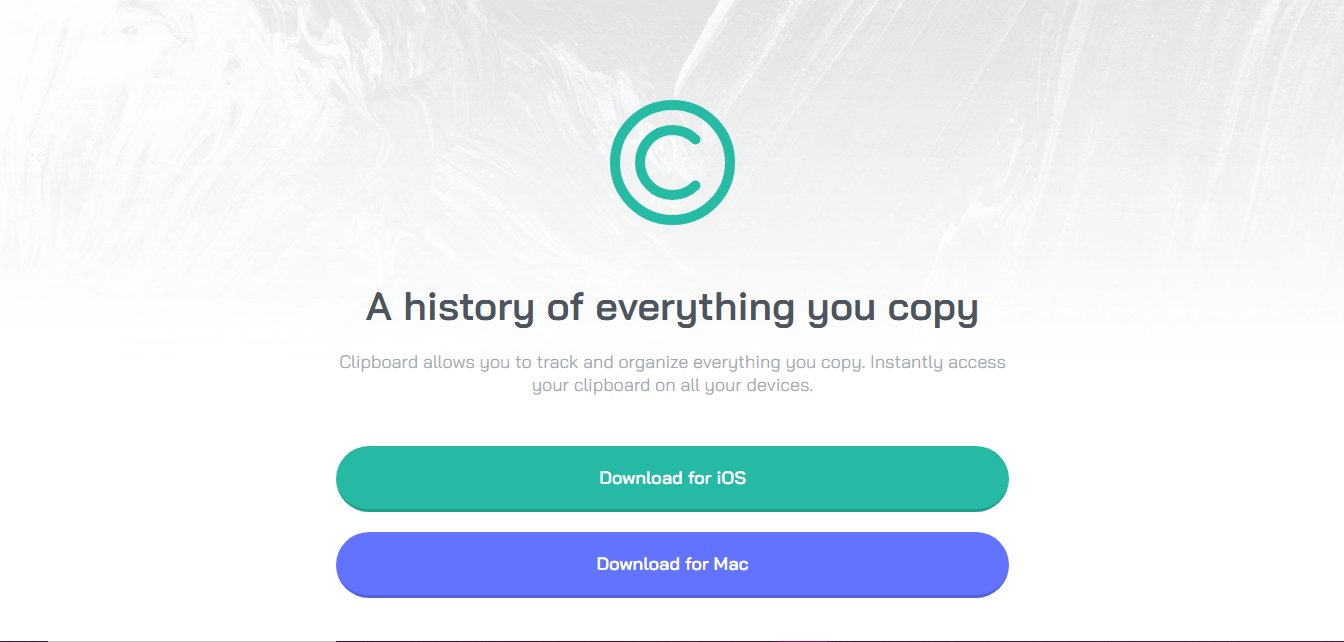 A history of everything you copy
Clipboard allows you to track and organize everything you copy. Instantly access
your clipboard on all your devices.
Download for iOS
Download for Mac